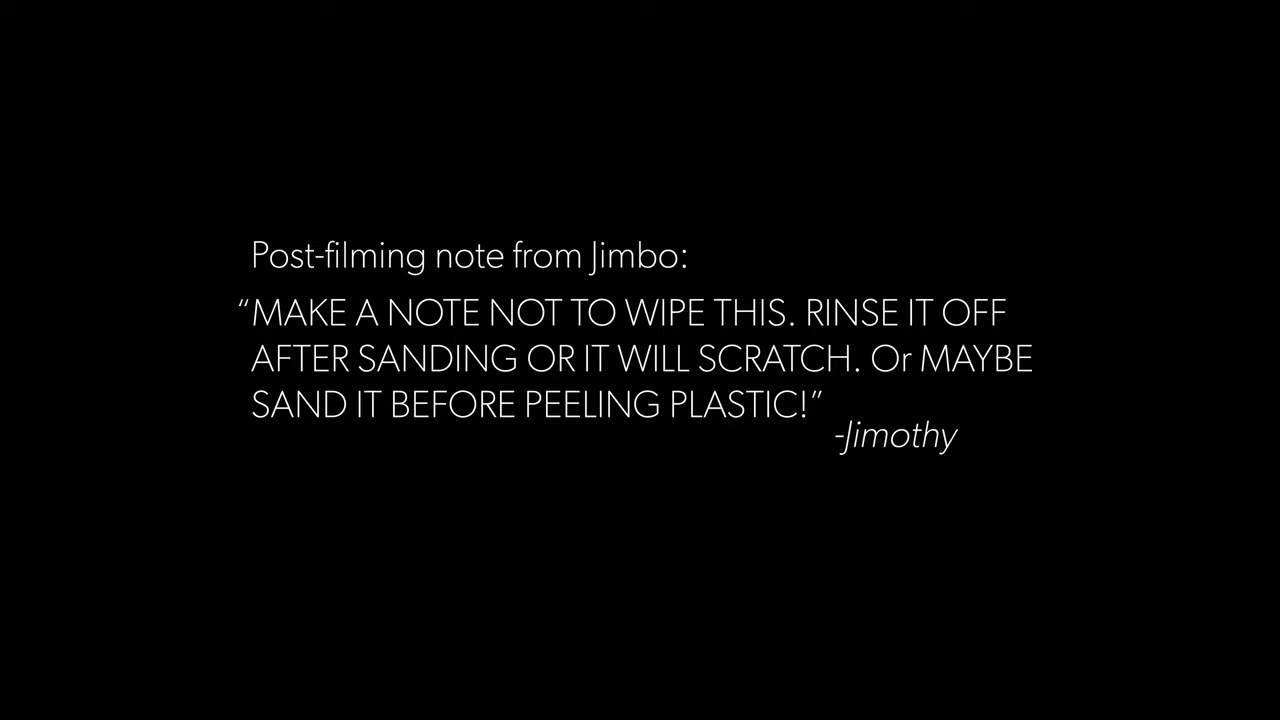 Post-filming note from Jimbo:
“MAKE A NOTE NOT TO WIPE THIS. RINSE IT OFF
AFTER SANDING OR IT WILL SCRATCH. Or MAYBE
SAND IT BEFORE PEELING PLASTIC!”
-Jimothy